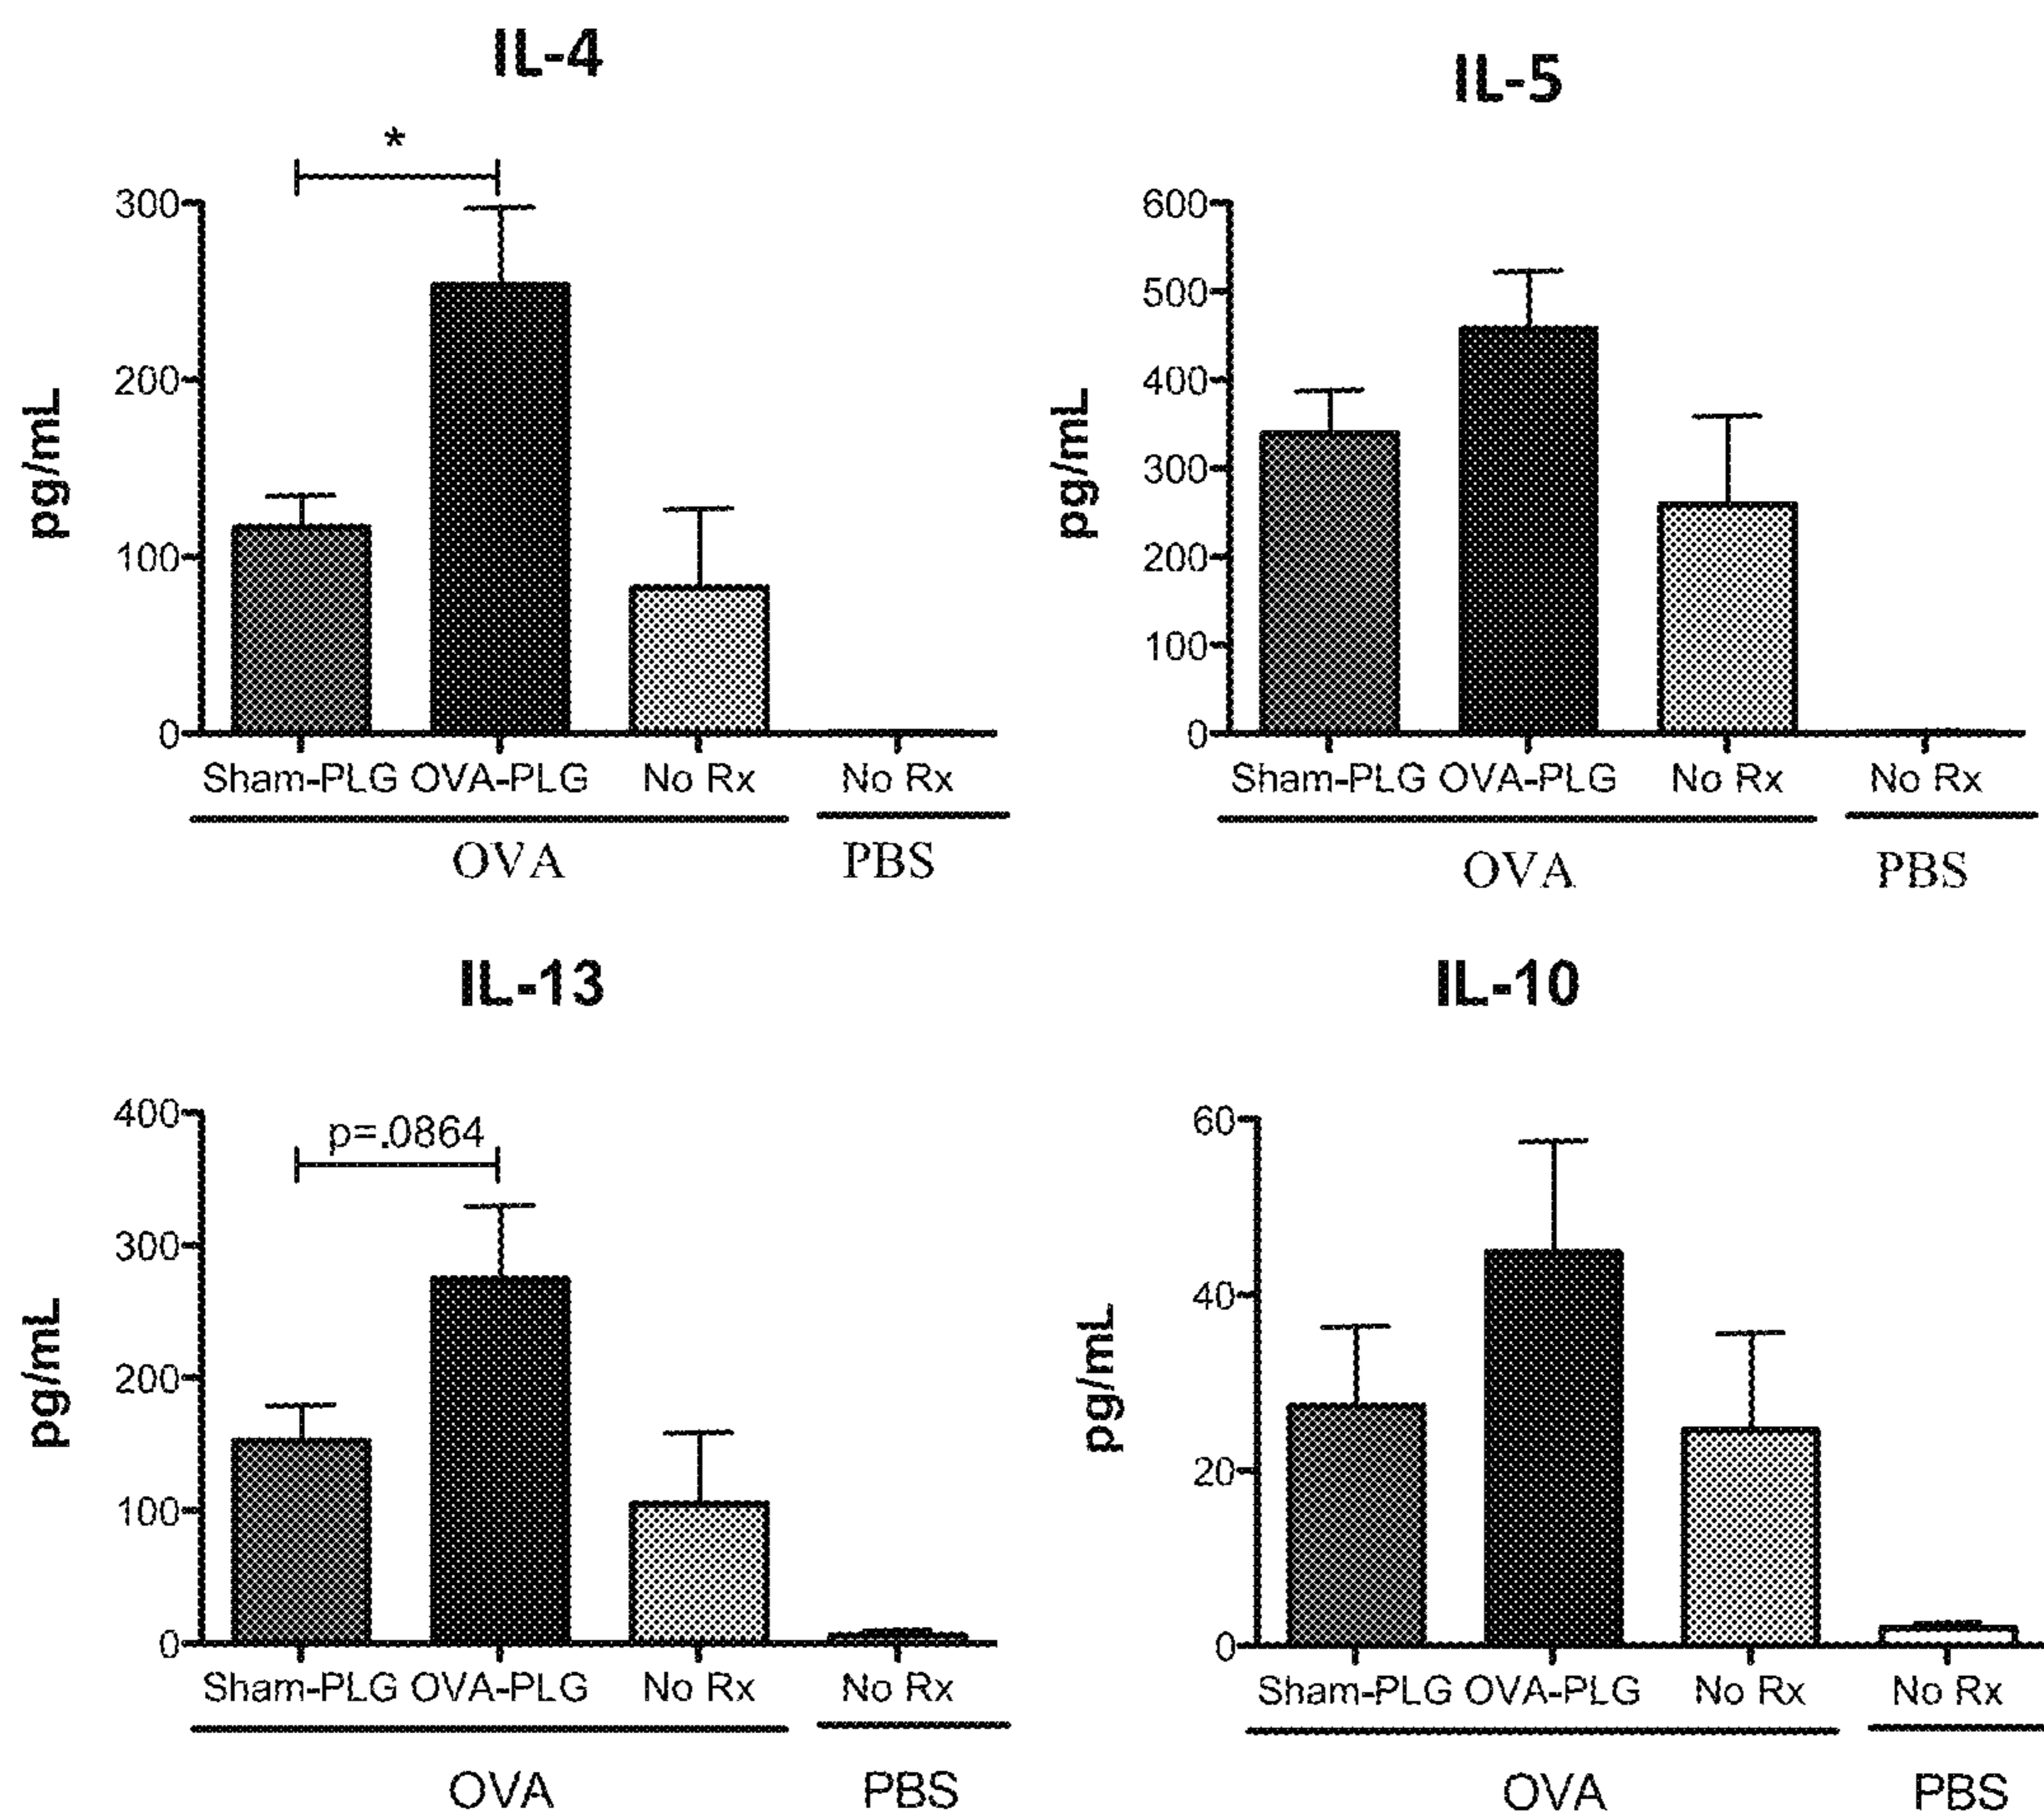 IL-4
*
300
200
100
0
pg/mL
Sham-PLG OVA-PLG No Rx No Rx
OVA PBS
IL-5
600
500
400
300
200
100
0
pg/mL
Sham-PLG OVA-PLG No Rx No Rx
OVA PBS
IL-13
p=.0864
400
300
200
100
0
pg/mL
Sham-PLG OVA-PLG No Rx No Rx
OVA PBS
IL-10
60
40
20
0
pg/mL
Sham-PLG OVA-PLG No Rx No Rx
OVA PBS